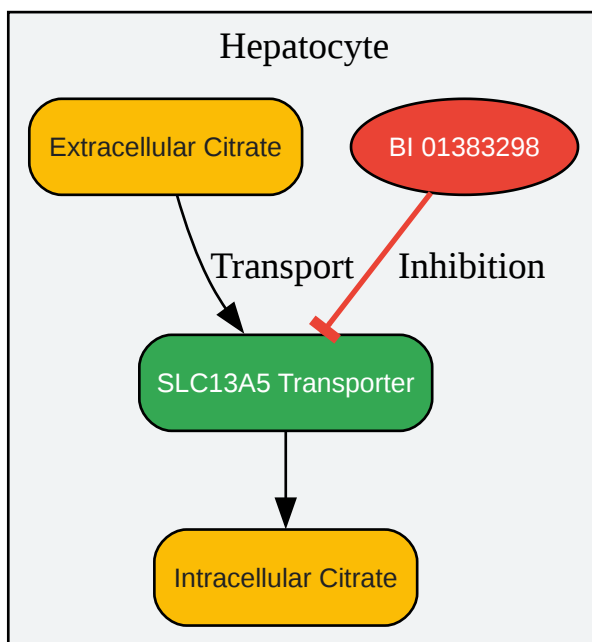 Hepatocyte
Extracellular Citrate
BI 01383298
Transport
Inhibition
SLC13A5 Transporter
Intracellular Citrate